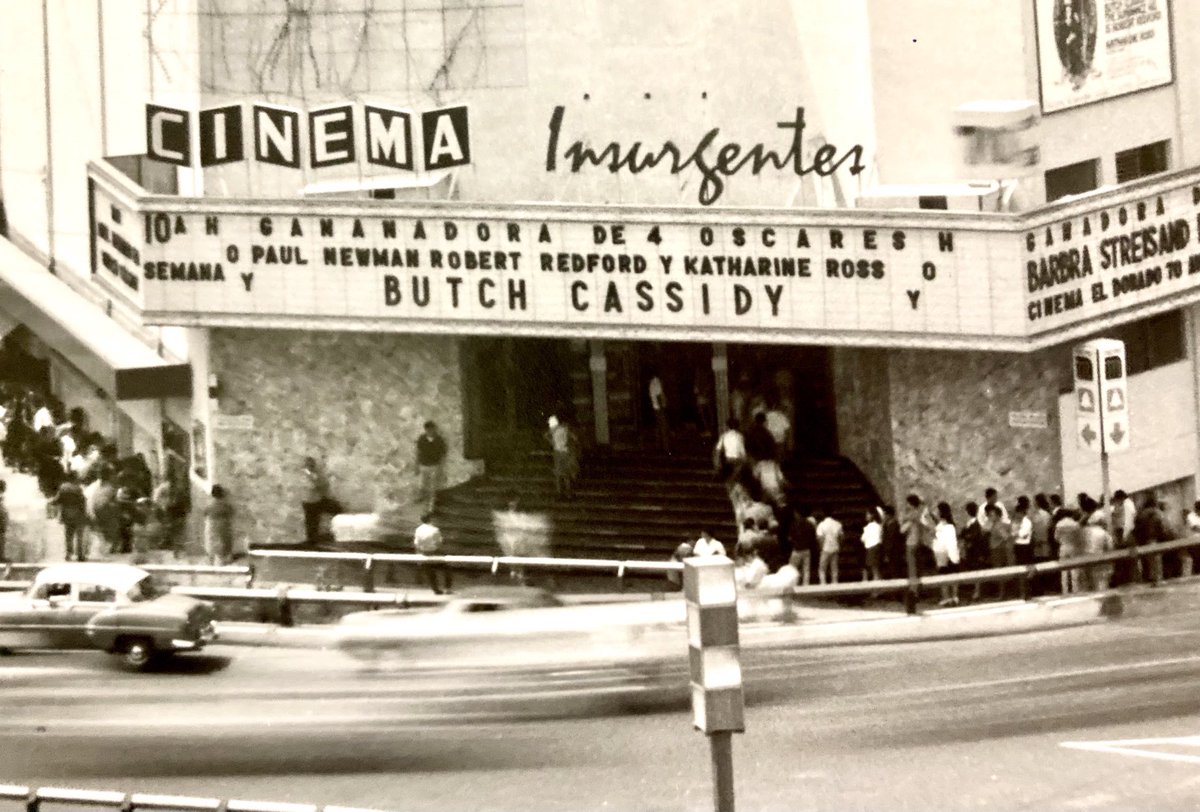 CINEMA Insurgentes
10A H GANANADORA DE 4 OSCARES H
SEMANA O PAUL NEWMAN ROBERT REDFORD Y KATHARINE ROSS O
Y BUTCH CASSIDY Y
GANADORA
BARBRA STREISAND
CINEMA EL DORADO 70